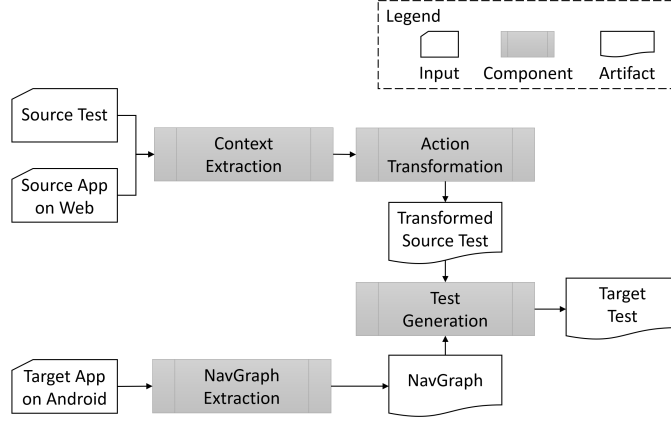 Legend
Input
Component
Artifact
Source Test
Source App
on Web
Context
Extraction
Action
Transformation
Transformed
Source Test
Test
Generation
Target
Test
Target App
on Android
NavGraph
Extraction
NavGraph